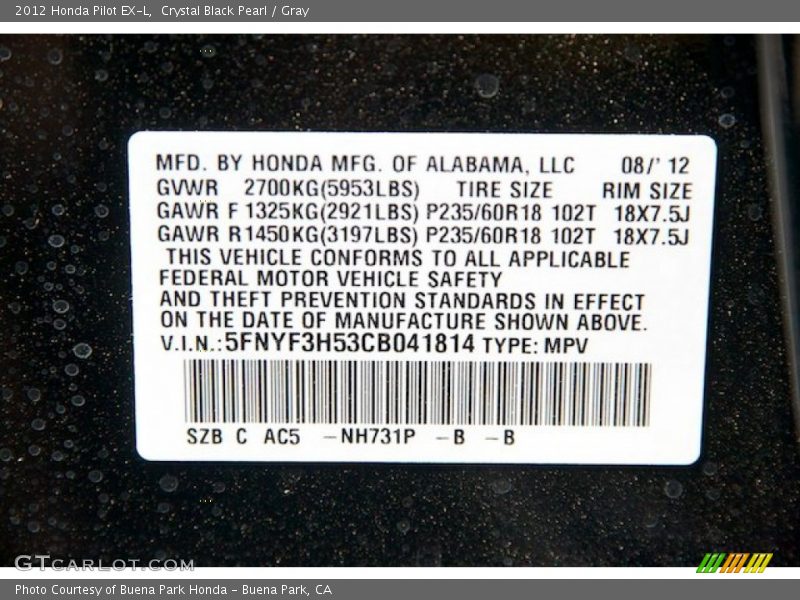 2012 Honda Pilot EX-L, Crystal Black Pearl / Gray
MFD. BY HONDA MFG. OF ALABAMA, LLC 08/' 12
GVWR 2700KG(5953LBS) TIRE SIZE RIM SIZE
GAWR F 1325KG(2921LBS) P235/60R18 102T 18X7.5J
GAWR R 1450KG(3197LBS) P235/60R18 102T 18X7.5J
THIS VEHICLE CONFORMS TO ALL APPLICABLE
FEDERAL MOTOR VEHICLE SAFETY
AND THEFT PREVENTION STANDARDS IN EFFECT
ON THE DATE OF MANUFACTURE SHOWN ABOVE.
V.I.N.:5FNYF3H53CB041814 TYPE: MPV
SZB C AC5 -NH731P -B -B
GTCARLOT.COM
Photo Courtesy of Buena Park Honda - Buena Park, CA